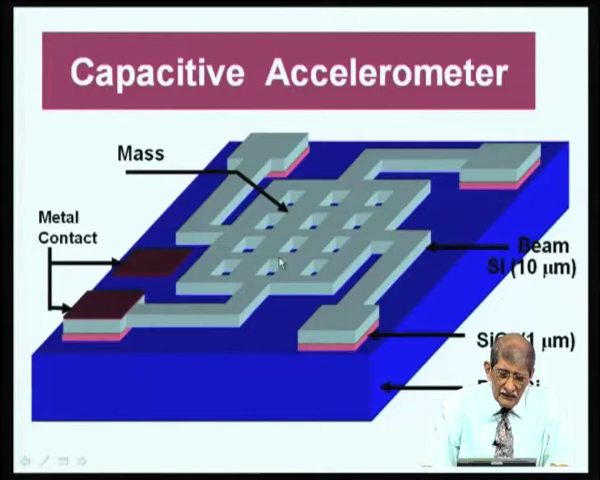 Capacitive Accelerometer
Mass
Metal
Contact
Beam
Si (10 μm)
(1 μm)